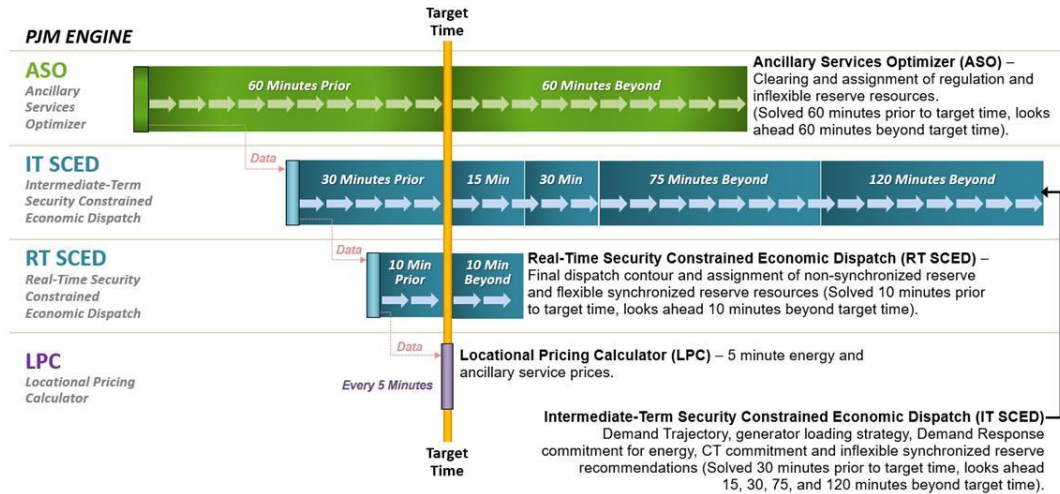 Target
Time
PJM ENGINE
ASO
Ancillary
Services
Optimizer
60 Minutes Prior
60 Minutes Beyond
Ancillary Services Optimizer (ASO) –
Clearing and assignment of regulation and
inflexible reserve resources.
(Solved 60 minutes prior to target time, looks
ahead 60 minutes beyond target time).
Data
IT SCED
Intermediate-Term
Security Constrained
Economic Dispatch
30 Minutes Prior
15 Min
30 Min
75 Minutes Beyond
120 Minutes Beyond
Data
RT SCED
Real-Time Security
Constrained
Economic Dispatch
10 Min
Prior
10 Min
Beyond
Real-Time Security Constrained Economic Dispatch (RT SCED) –
Final dispatch contour and assignment of non-synchronized reserve
and flexible synchronized reserve resources (Solved 10 minutes prior
to target time, looks ahead 10 minutes beyond target time).
Data
LPC
Locational Pricing
Calculator
Every 5 Minutes
Locational Pricing Calculator (LPC) – 5 minute energy and
ancillary service prices.
Intermediate-Term Security Constrained Economic Dispatch (IT SCED)
Demand Trajectory, generator loading strategy, Demand Response
commitment for energy, CT commitment and inflexible synchronized reserve
recommendations (Solved 30 minutes prior to target time, looks ahead
15, 30, 75, and 120 minutes beyond target time).
Target
Time